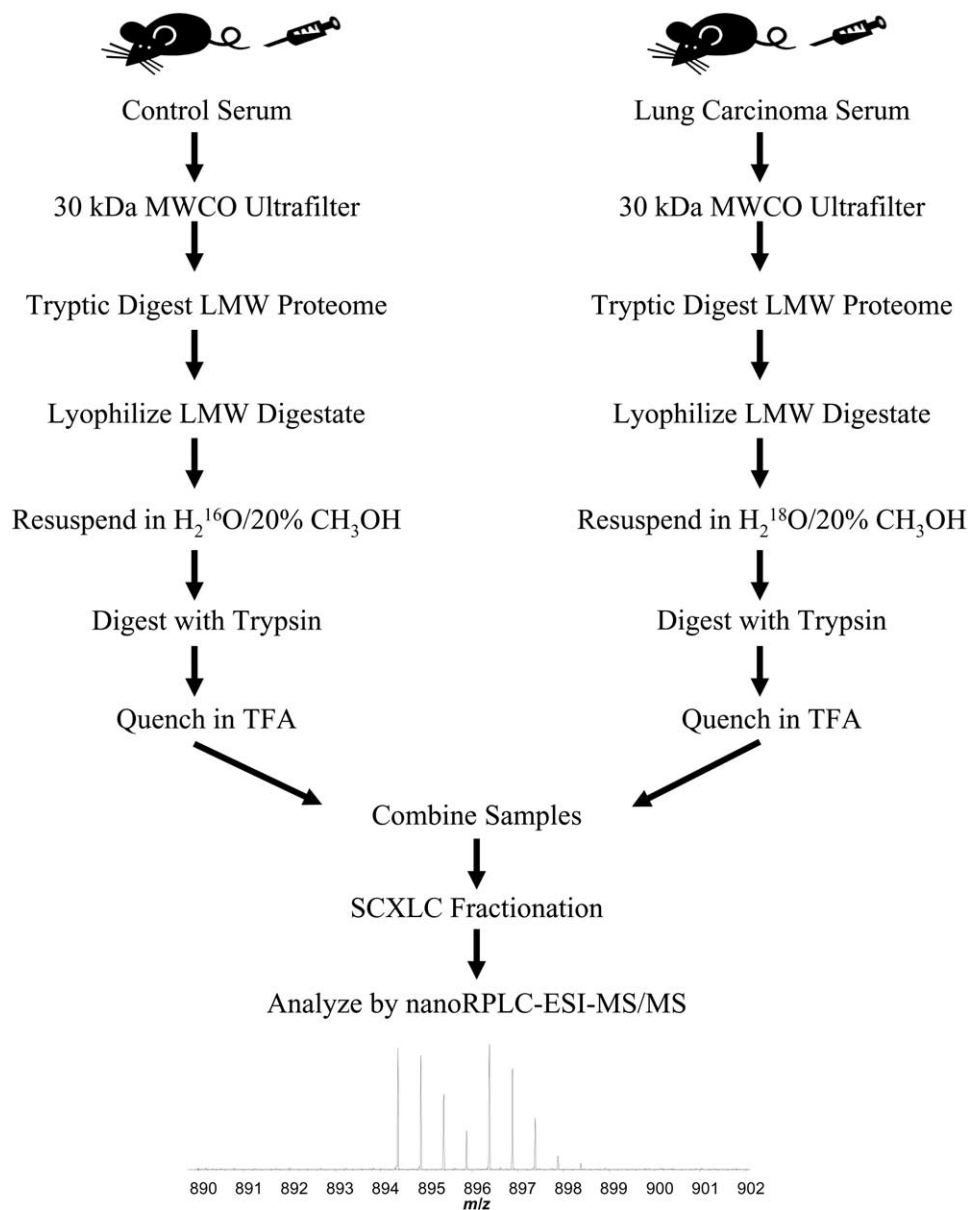 Control Serum
Lung Carcinoma Serum
30 kDa MWCO Ultrafilter
30 kDa MWCO Ultrafilter
Tryptic Digest LMW Proteome
Tryptic Digest LMW Proteome
Lyophilize LMW Digestate
Lyophilize LMW Digestate
Resuspend in H₂¹⁶O/20% CH₃OH
Resuspend in H₂¹⁸O/20% CH₃OH
Digest with Trypsin
Digest with Trypsin
Quench in TFA
Quench in TFA
Combine Samples
SCXLC Fractionation
Analyze by nanoRPLC-ESI-MS/MS
890 891 892 893 894 895 896 897 898 899 900 901 902
m/z